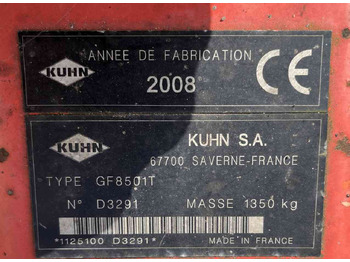 ANNEE DE FABRICATION
KUHN
2008
CE
KUHN
KUHN S.A.
67700 SAVERNE-FRANCE
TYPE GF8501T
N° D3291 MASSE 1350 kg
*1125100 D3291* MADE IN FRANCE